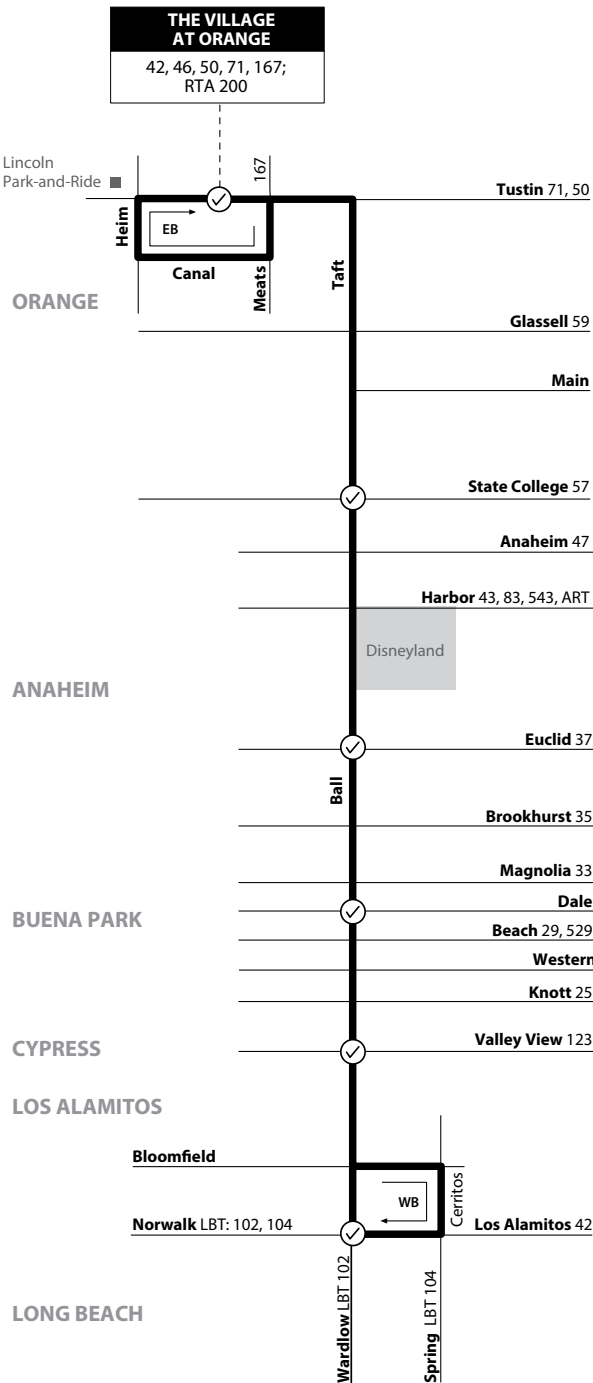 THE VILLAGE
AT ORANGE
42, 46, 50, 71, 167;
RTA 200
Lincoln
Park-and-Ride
167
Tustin 71, 50
Heim
EB
Canal
Meats
Taft
ORANGE
Glassell 59
Main
State College 57
Anaheim 47
Harbor 43, 83, 543, ART
Disneyland
ANAHEIM
Euclid 37
Ball
Brookhurst 35
Magnolia 33
Dale
BUENA PARK
Beach 29, 529
Western
Knott 25
Valley View 123
CYPRESS
LOS ALAMITOS
Bloomfield
WB
Cerritos
Norwalk LBT: 102, 104
Los Alamitos 42
Wardlow LBT 102
Spring LBT 104
LONG BEACH